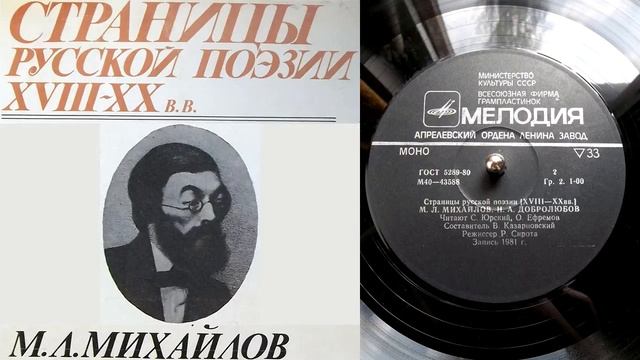 СТРАНИЦЫ
РУССКОЙ ПОЭЗИИ
XVIII-XX В.В.
М.Л.МИХАЙЛОВ
МИНИСТЕРСТВО
КУЛЬТУРЫ СССР
ВСЕСОЮЗНАЯ ФИРМА
ГРАМПЛАСТИНОК
МЕЛОДИЯ
АПРЕЛЕВСКИЙ ОРДЕНА ЛЕНИНА ЗАВОД
МОНО ▽33
ГОСТ 5289-80 2
М40—43588 Гр. 2. 1-00
Страницы русской поэзии (XVIII—XXвв.)
М. Л. МИХАЙЛОВ, Н. А. ДОБРОЛЮБОВ
Читают С. Юрский, О. Ефремов
Составитель В. Казарновский
Режиссер Р. Сирота
Запись 1981 г.